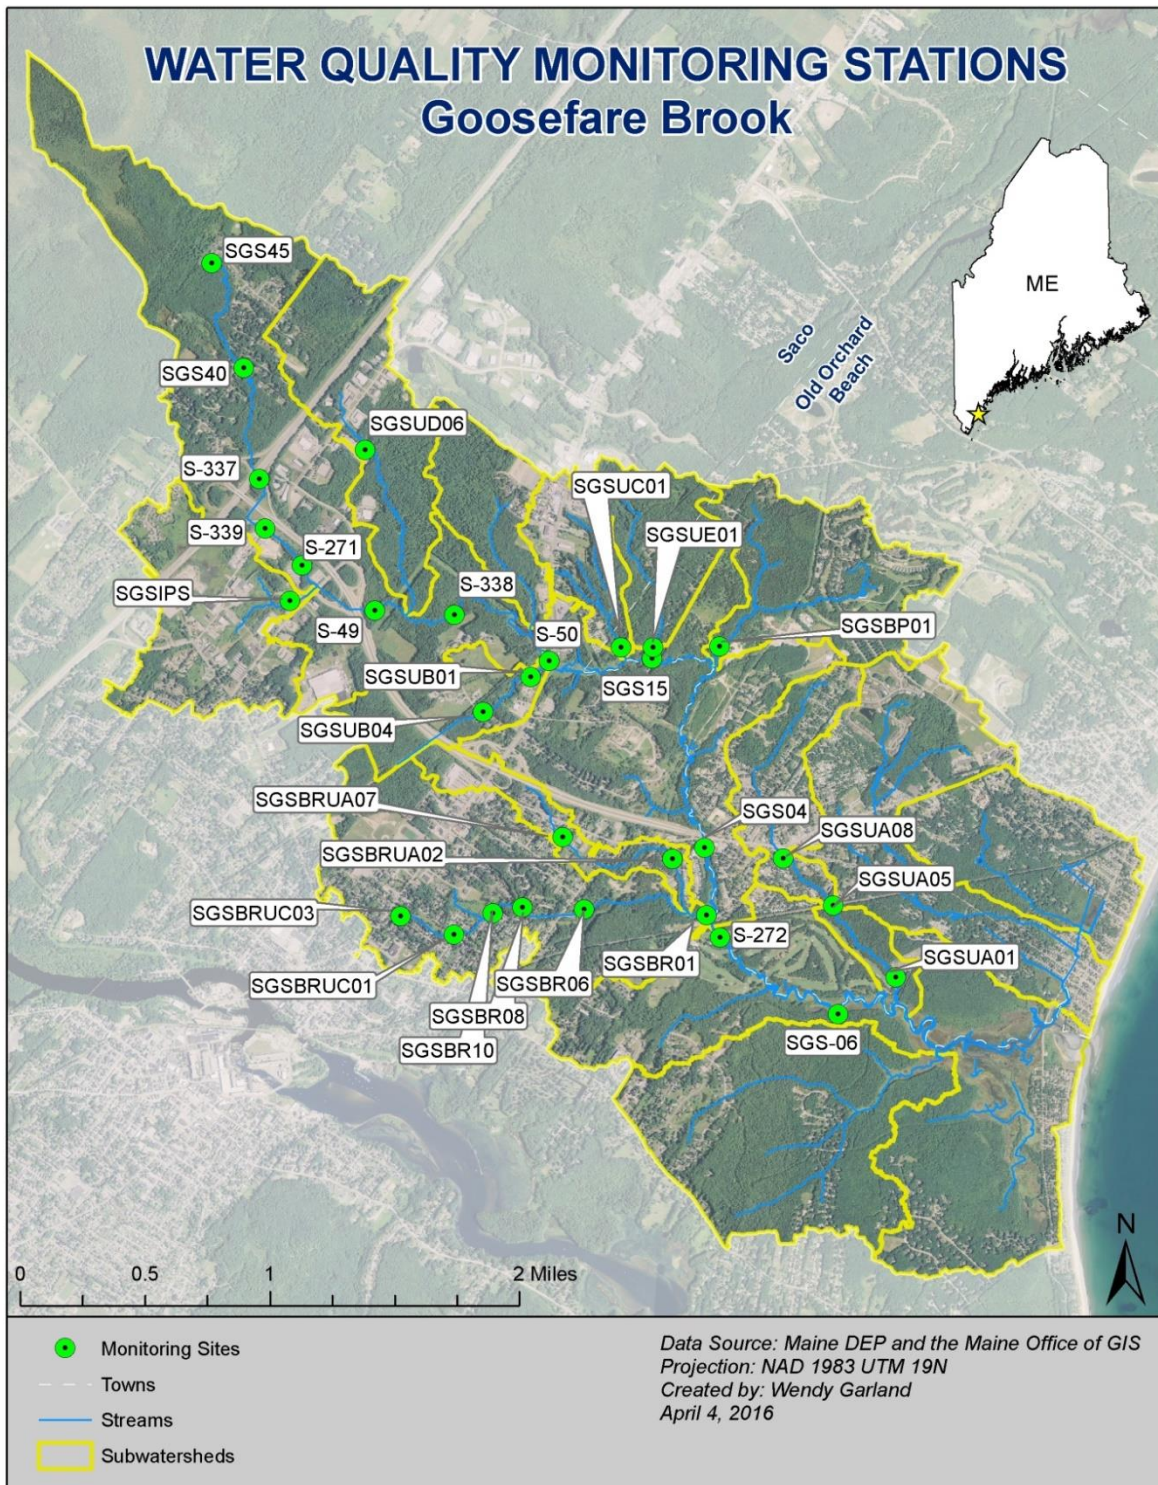 WATER QUALITY MONITORING STATIONS
Goosefare Brook
SGS45
ME
Saco
Old Orchard
Beach
SGS40
SGSUD06
S-337
SGSUC01
S-339
SGSUE01
S-271
S-338
SGSIPS
S-49
S-50
SGSBP01
SGSUB01
SGS15
SGSUB04
SGSBRUA07
SGS04
SGSUA08
SGSBRUA02
SGSUA05
SGSBRUC03
S-272
SGSBR01
SGSUA01
SGSBRUC01
SGSBR06
SGSBR08
SGS-06
SGSBR10
N
0 0.5 1 2 Miles
Monitoring Sites
Towns
Streams
Subwatersheds
Data Source: Maine DEP and the Maine Office of GIS
Projection: NAD 1983 UTM 19N
Created by: Wendy Garland
April 4, 2016